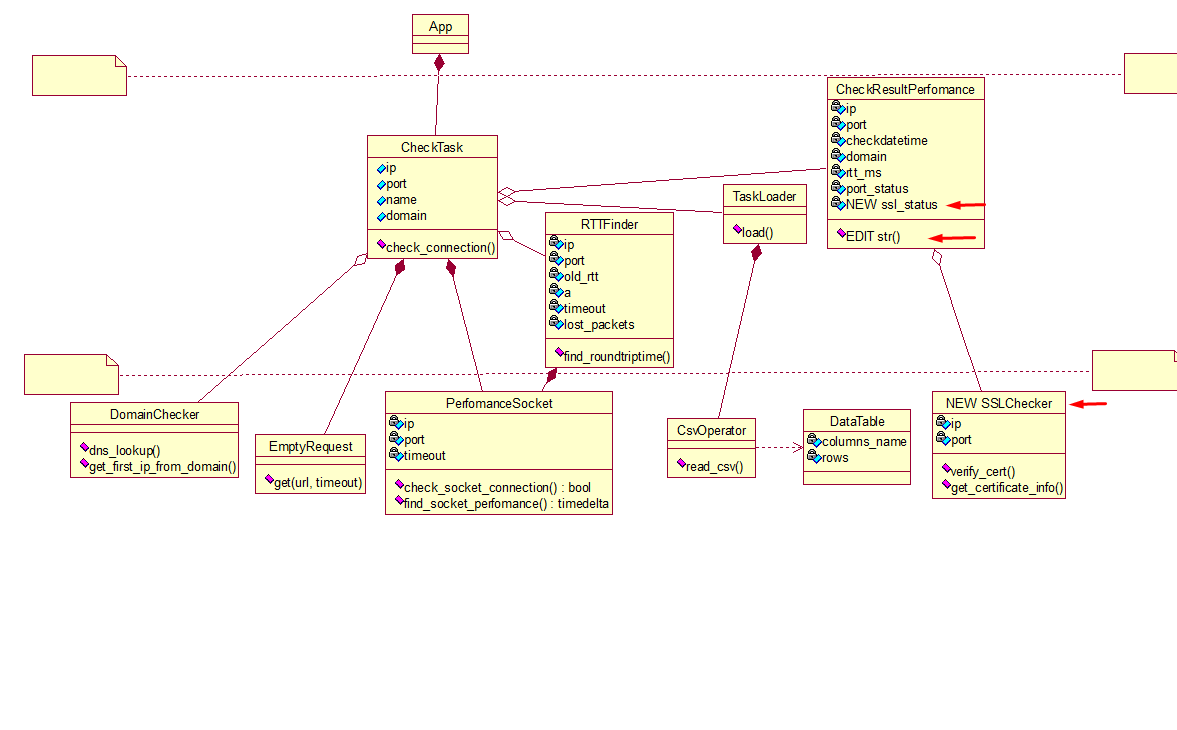 App
CheckTask
ip
port
name
domain
check_connection()
CheckResultPerfomance
ip
port
checkdatetime
domain
rtt_ms
port_status
NEW ssl_status
EDIT str()
TaskLoader
load()
RTTFinder
ip
port
old_rtt
a
timeout
lost_packets
find_roundtriptime()
DomainChecker
dns_lookup()
get_first_ip_from_domain()
EmptyRequest
get(url, timeout)
PerfomanceSocket
ip
port
timeout
check_socket_connection() : bool
find_socket_perfomance() : timedelta
CsvOperator
read_csv()
DataTable
columns_name
rows
NEW SSLChecker
ip
port
verify_cert()
get_certificate_info()